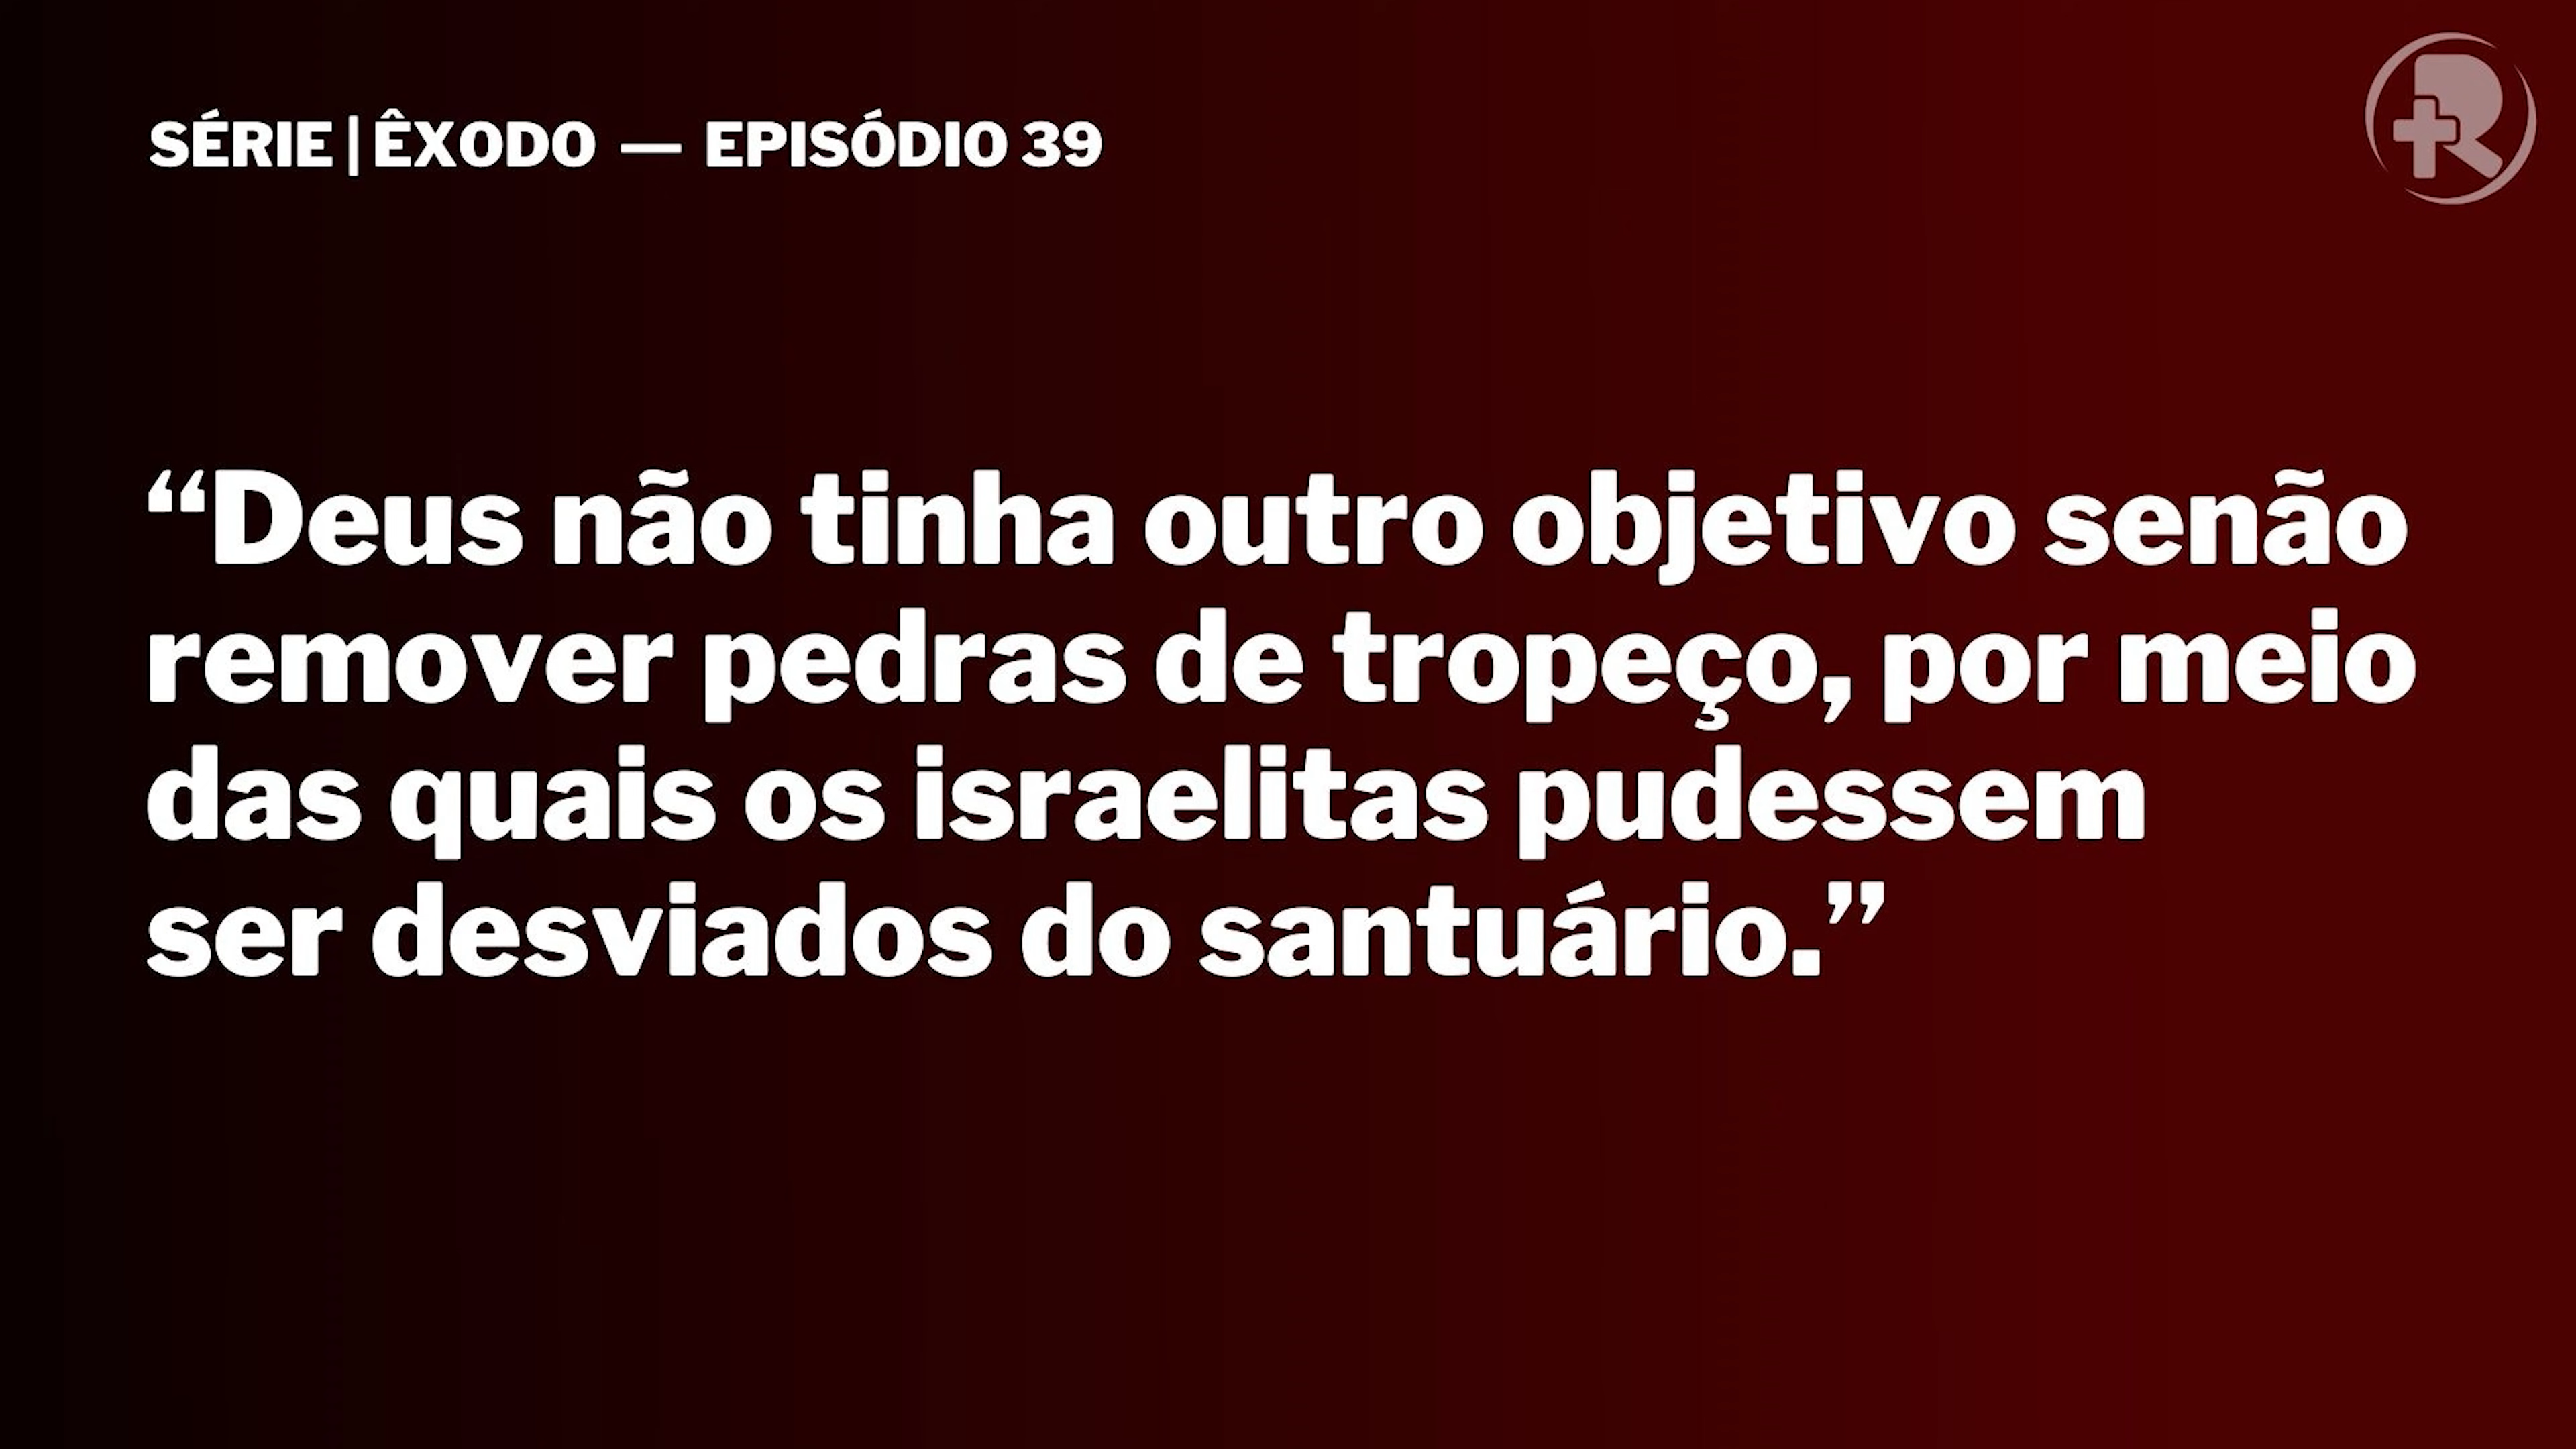 SÉRIE | ÊXODO — EPISÓDIO 39
“Deus não tinha outro objetivo senão
remover pedras de tropeço, por meio
das quais os israelitas pudessem
ser desviados do santuário.”